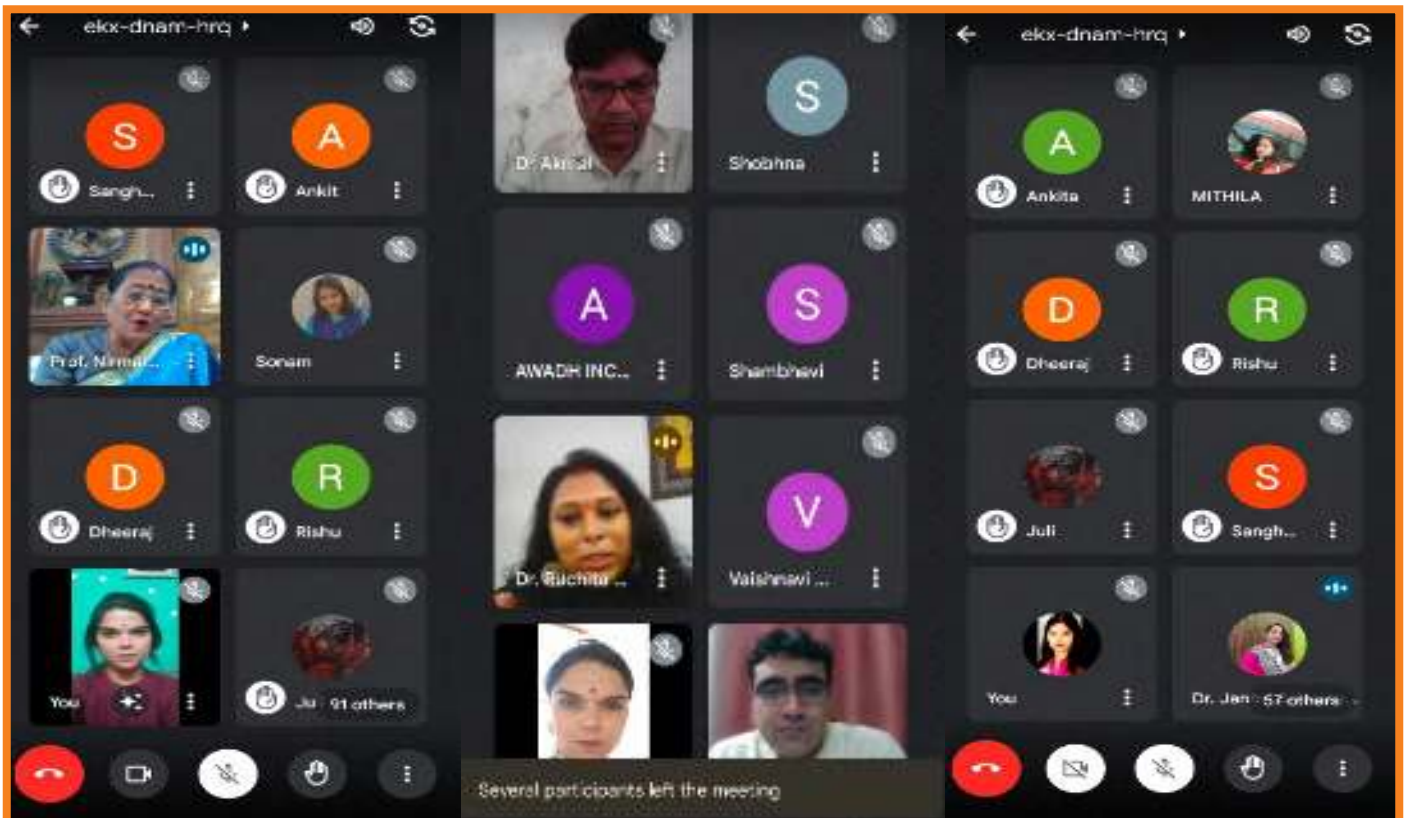 ekx-dnam-hrq
S
A
Sangh...
Ankit
Prof. Nirmal...
Sonam
D
R
Dheeraj
Rishu
You
Ju
91 others
S
Dr.
Shobhna
A
S
AWADH INC...
Shambhavi
V
Dr. Ruchita ...
Vaishnavi ...
Several participants left the meeting
ekx-dnam-hrq
A
Ankita
MITHILA
D
R
Dheeraj
Rishu
S
Juli
Sangh...
You
Dr. Jan
57 others